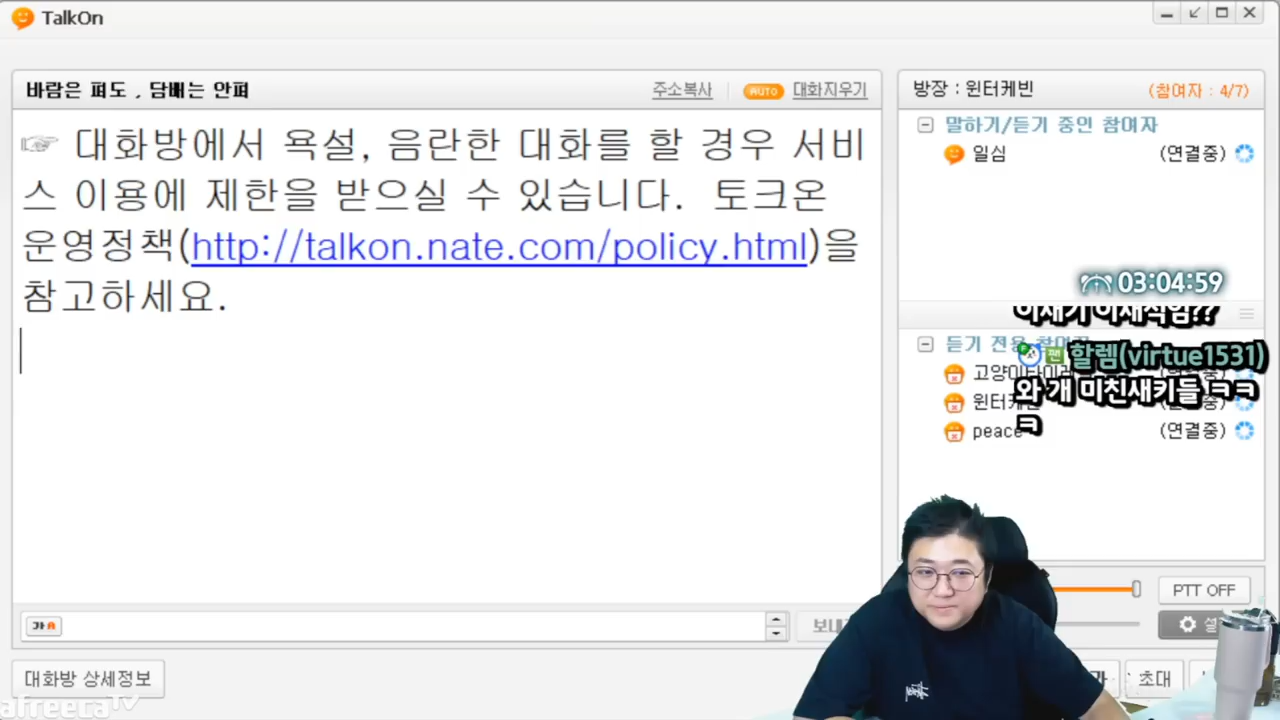 TalkOn
바람은 펴도 , 담배는 안펴
주소복사
AUTO
대화지우기
☞ 대화방에서 욕설, 음란한 대화를 할 경우 서비
스 이용에 제한을 받으실 수 있습니다. 토크온
운영정책(http://talkon.nate.com/policy.html)을
참고하세요.
가A
대화방 상세정보
afreecaTV
방장 : 윈터케빈
(참여자 : 4/7)
말하기/듣기 중인 참여자
일심
(연결중)
03:04:59
듣기 전용
팬
할렘(virtue1531)
와 개 미친새키들 ㅋㅋ
ㅋ
윈터케빈
peace
(연결중)
PTT OFF
초대